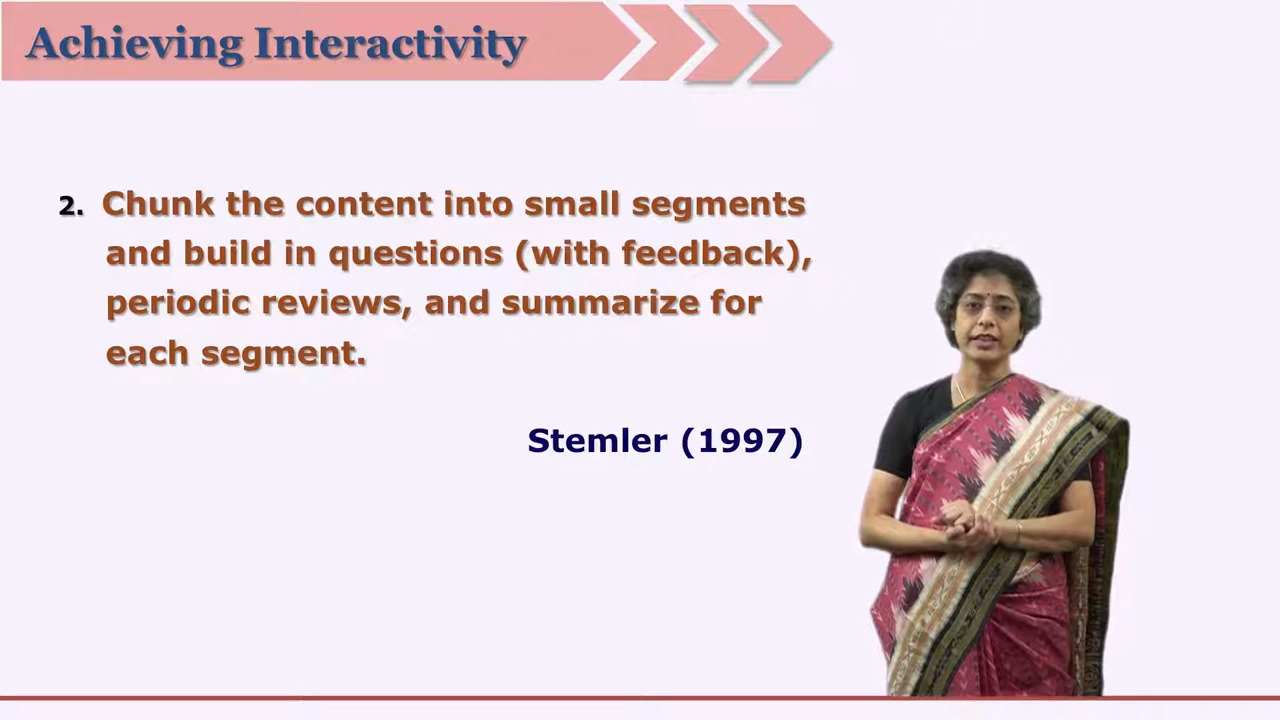 Achieving Interactivity
2. Chunk the content into small segments
and build in questions (with feedback),
periodic reviews, and summarize for
each segment.
Stemler (1997)